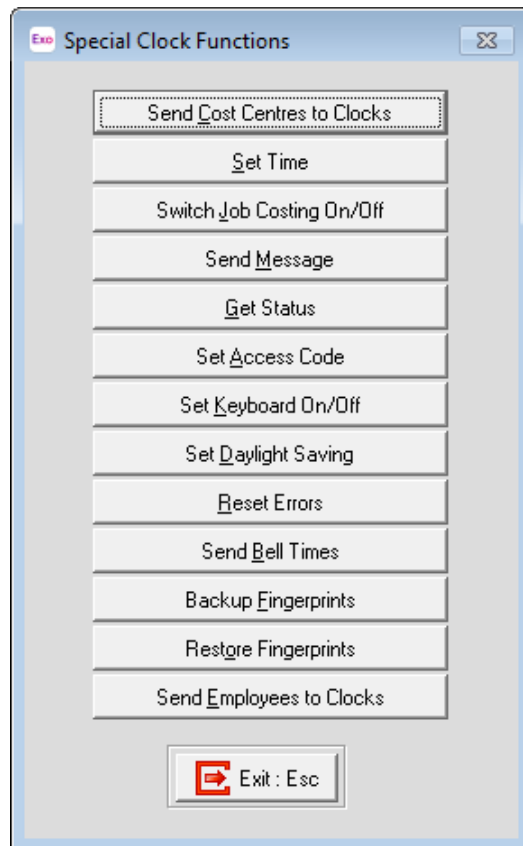 Exo Special Clock Functions
Send Cost Centres to Clocks
Set Time
Switch Job Costing On/Off
Send Message
Get Status
Set Access Code
Set Keyboard On/Off
Set Daylight Saving
Reset Errors
Send Bell Times
Backup Fingerprints
Restore Fingerprints
Send Employees to Clocks
Exit : Esc